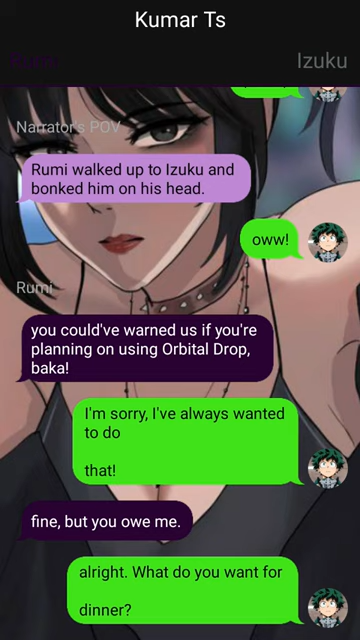 Kumar Ts
Rumi
Izuku
Narrator's POV
Rumi walked up to Izuku and
bonked him on his head.
oww!
Rumi
you could've warned us if you're
planning on using Orbital Drop,
baka!
I'm sorry, I've always wanted
to do
that!
fine, but you owe me.
alright. What do you want for
dinner?